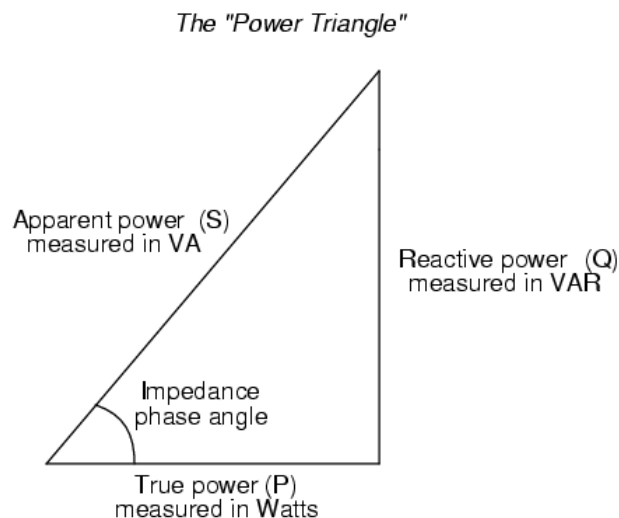 The "Power Triangle"
Apparent power (S)
measured in VA
Reactive power (Q)
measured in VAR
Impedance
phase angle
True power (P)
measured in Watts